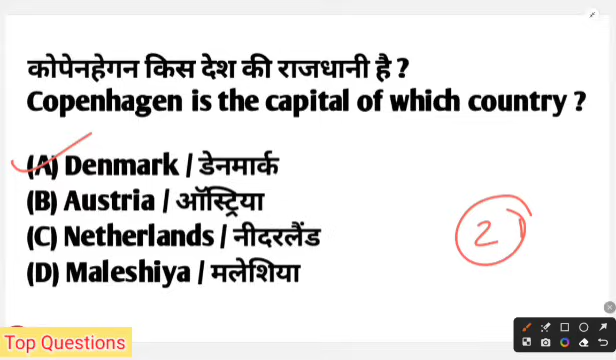 कोपेनहेगन किस देश की राजधानी है ?
Copenhagen is the capital of which country ?
(A) Denmark / डेनमार्क
(B) Austria / ऑस्ट्रिया
(C) Netherlands / नीदरलैंड
(D) Maleshiya / मलेशिया
2
Top Questions